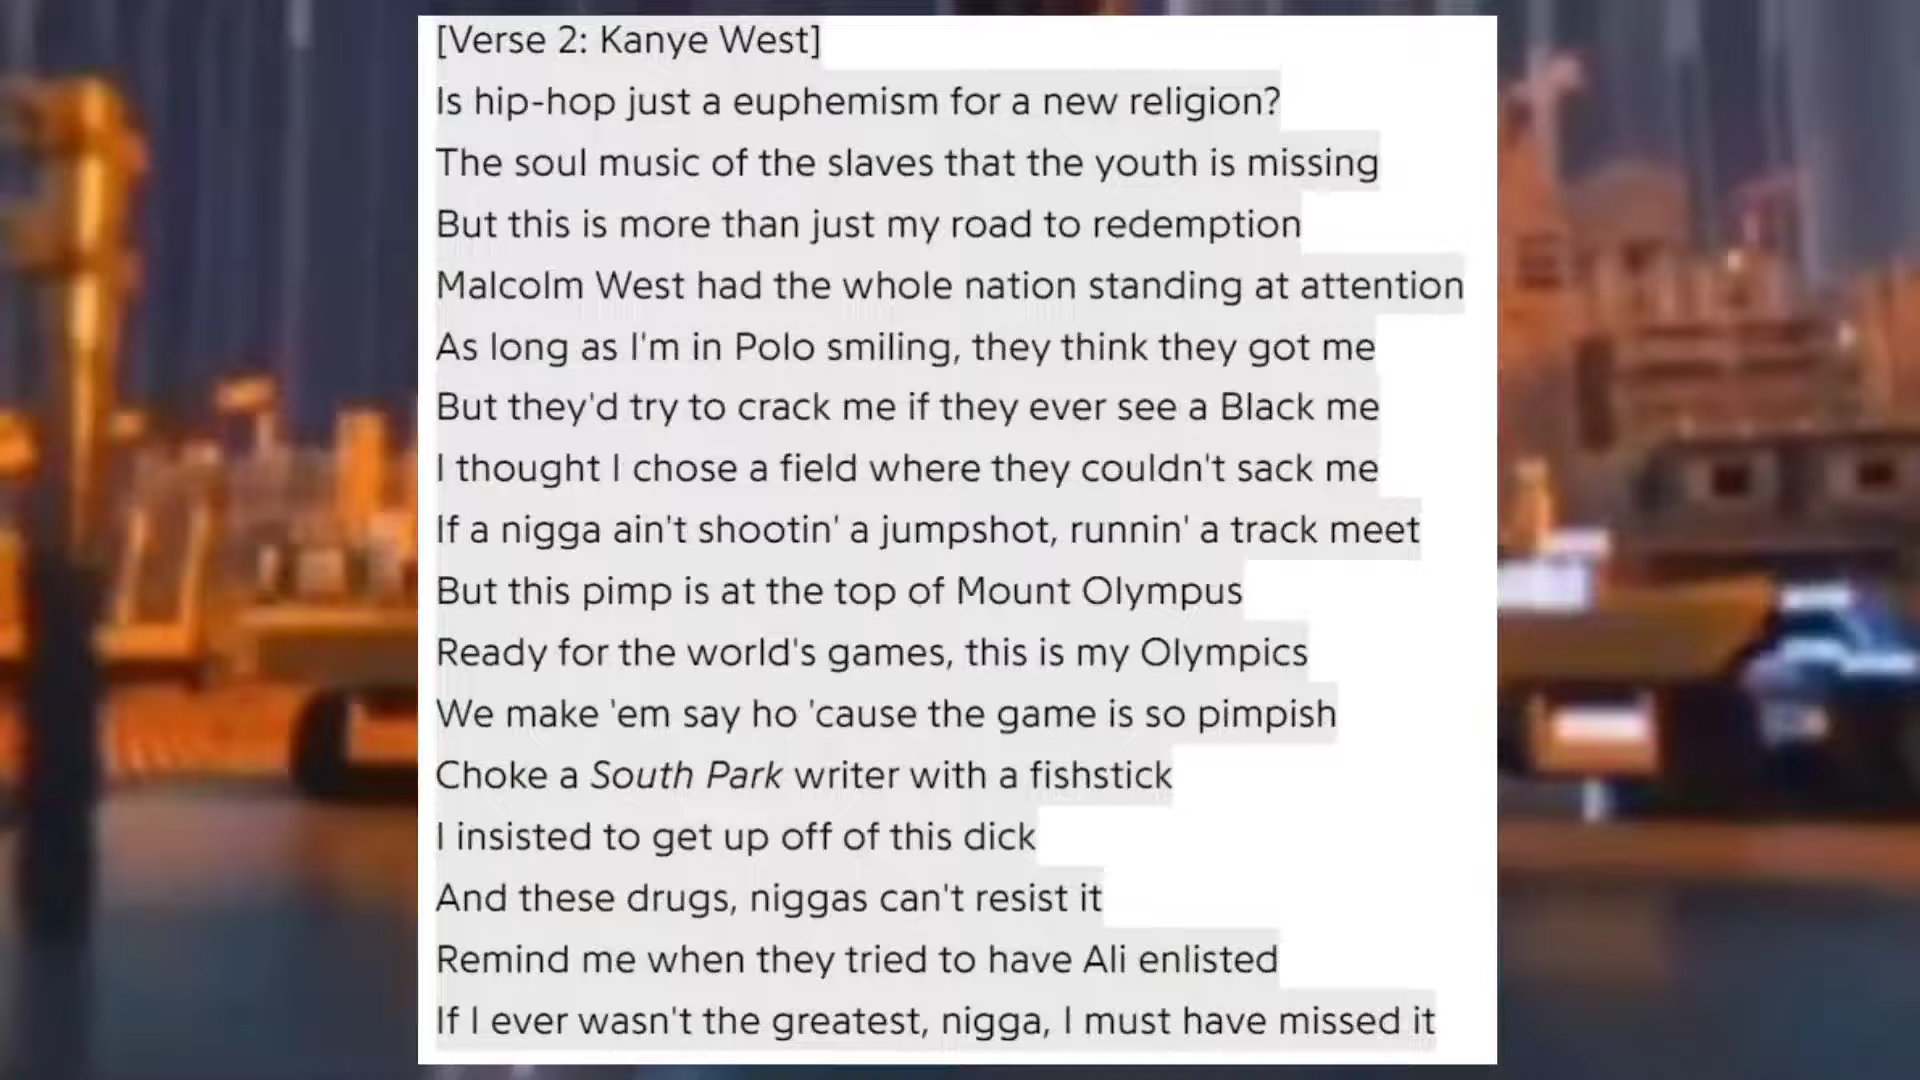 [Verse 2: Kanye West]
Is hip-hop just a euphemism for a new religion?
The soul music of the slaves that the youth is missing
But this is more than just my road to redemption
Malcolm West had the whole nation standing at attention
As long as I'm in Polo smiling, they think they got me
But they'd try to crack me if they ever see a Black me
I thought I chose a field where they couldn't sack me
If a nigga ain't shootin' a jumpshot, runnin' a track meet
But this pimp is at the top of Mount Olympus
Ready for the world's games, this is my Olympics
We make 'em say ho 'cause the game is so pimpish
Choke a South Park writer with a fishstick
I insisted to get up off of this dick
And these drugs, niggas can't resist it
Remind me when they tried to have Ali enlisted
If I ever wasn't the greatest, nigga, I must have missed it